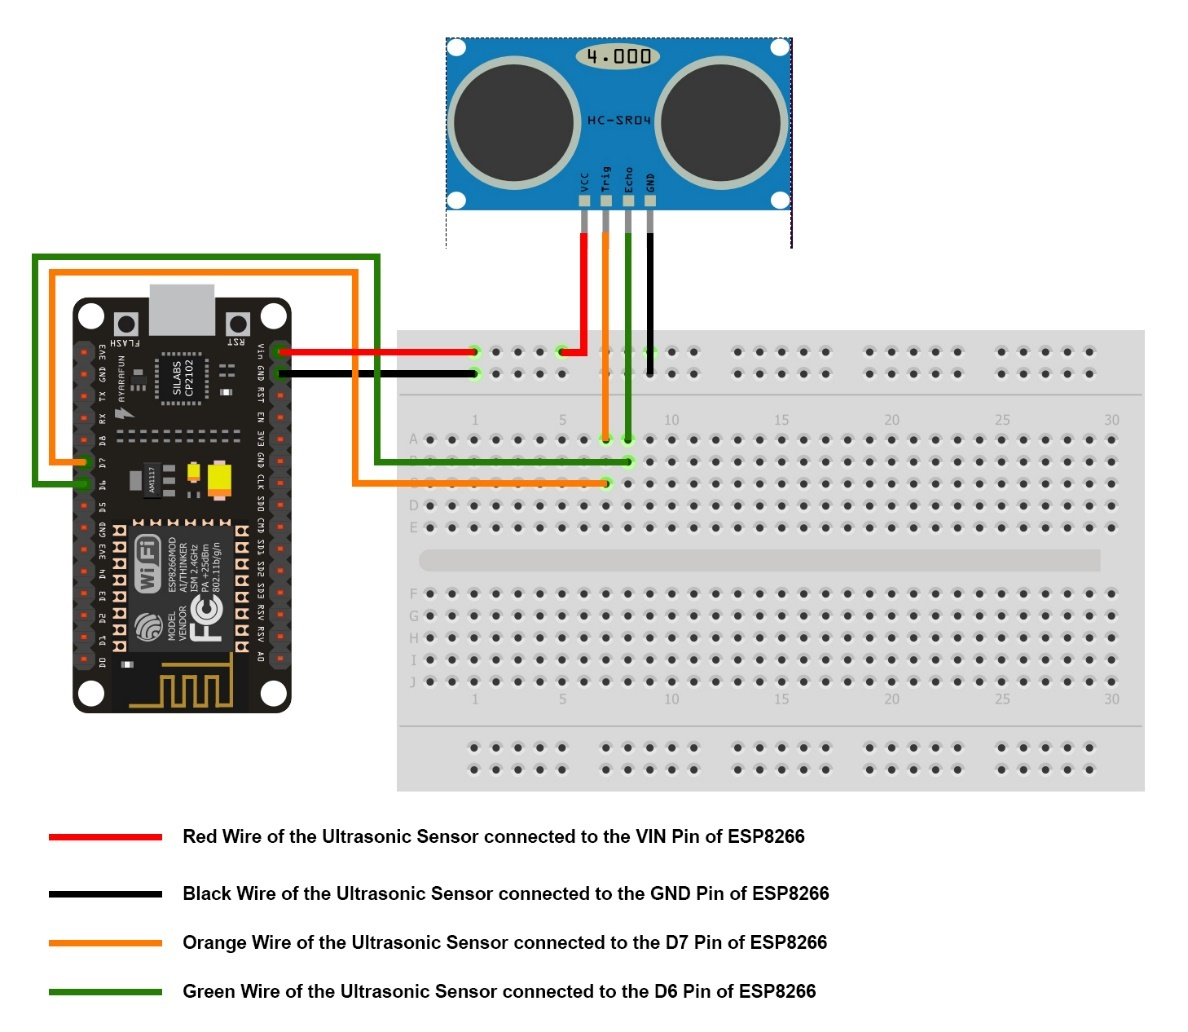 4.000
HC-SR04
VCC
Trig
Echo
GND
FLASH
RST
3V3
GND
TX
RX
D8
D7
D6
D5
GND
3V3
D4
D3
D2
D1
D0
AYARAFUN
SILABS
CP2102
AM1117
Vin
GND
RST
EN
3V3
GND
CLK
SD0
CMD
SD1
SD2
SD3
RSV
RSV
A0
WiFi
MODEL
VENDOR
ESP8266MOD
AI/THINKER
ISM 2.4GHz
PA +25dBm
802.11b/g/n
FC
1 5 10 15 20 25 30
A
B
C
D
E
F
G
H
I
J
1 5 10 15 20 25 30
Red Wire of the Ultrasonic Sensor connected to the VIN Pin of ESP8266
Black Wire of the Ultrasonic Sensor connected to the GND Pin of ESP8266
Orange Wire of the Ultrasonic Sensor connected to the D7 Pin of ESP8266
Green Wire of the Ultrasonic Sensor connected to the D6 Pin of ESP8266